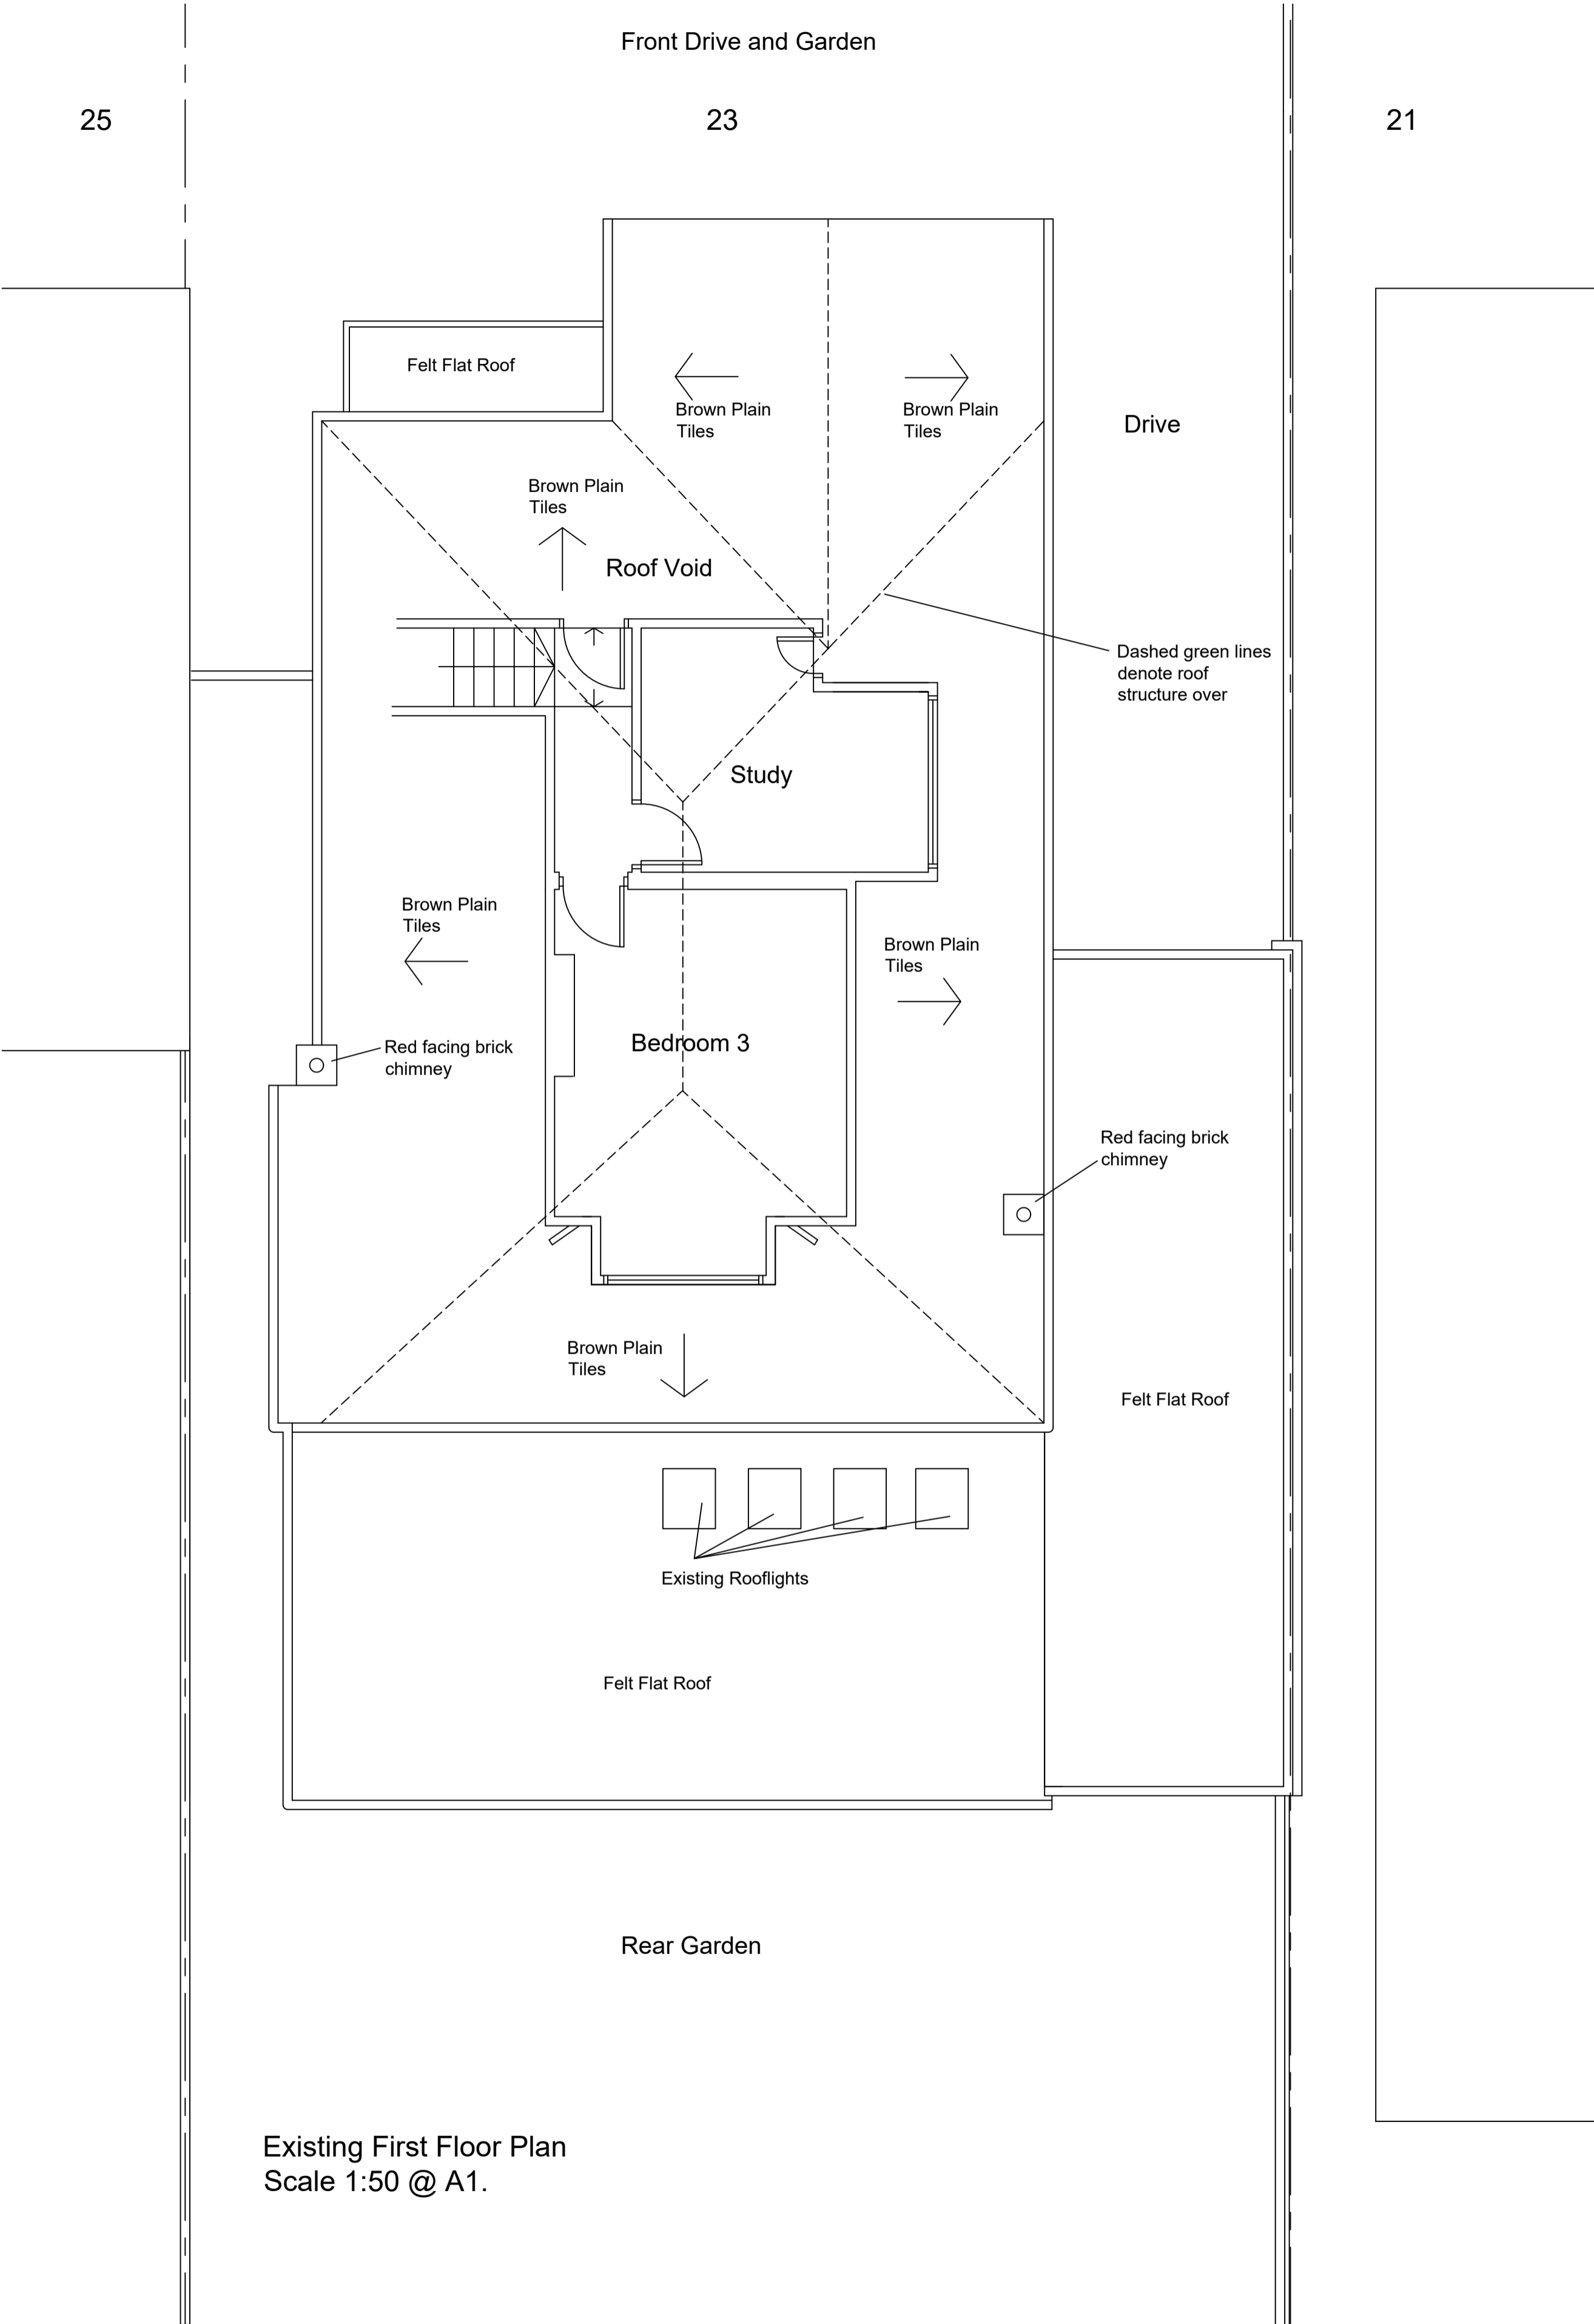 Front Drive and Garden
25
23
21
Felt Flat Roof
Brown Plain
Tiles
Brown Plain
Tiles
Drive
Brown Plain
Tiles
Roof Void
Dashed green lines
denote roof
structure over
Study
Brown Plain
Tiles
Brown Plain
Tiles
Bedroom 3
Red facing brick
chimney
Red facing brick
chimney
Brown Plain
Tiles
Felt Flat Roof
Existing Rooflights
Felt Flat Roof
Rear Garden
Existing First Floor Plan
Scale 1:50 @ A1.